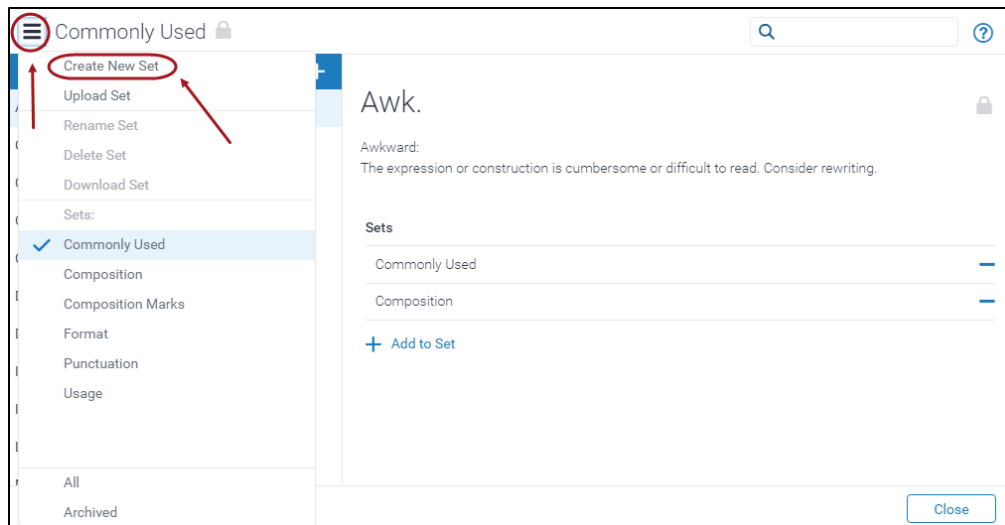 Commonly Used
Create New Set
Upload Set
Rename Set
Delete Set
Download Set
Sets:
Commonly Used
Composition
Composition Marks
Format
Punctuation
Usage
All
Archived
Awk.
Awkward:
The expression or construction is cumbersome or difficult to read. Consider rewriting.
Sets
Commonly Used
Composition
+ Add to Set
Close